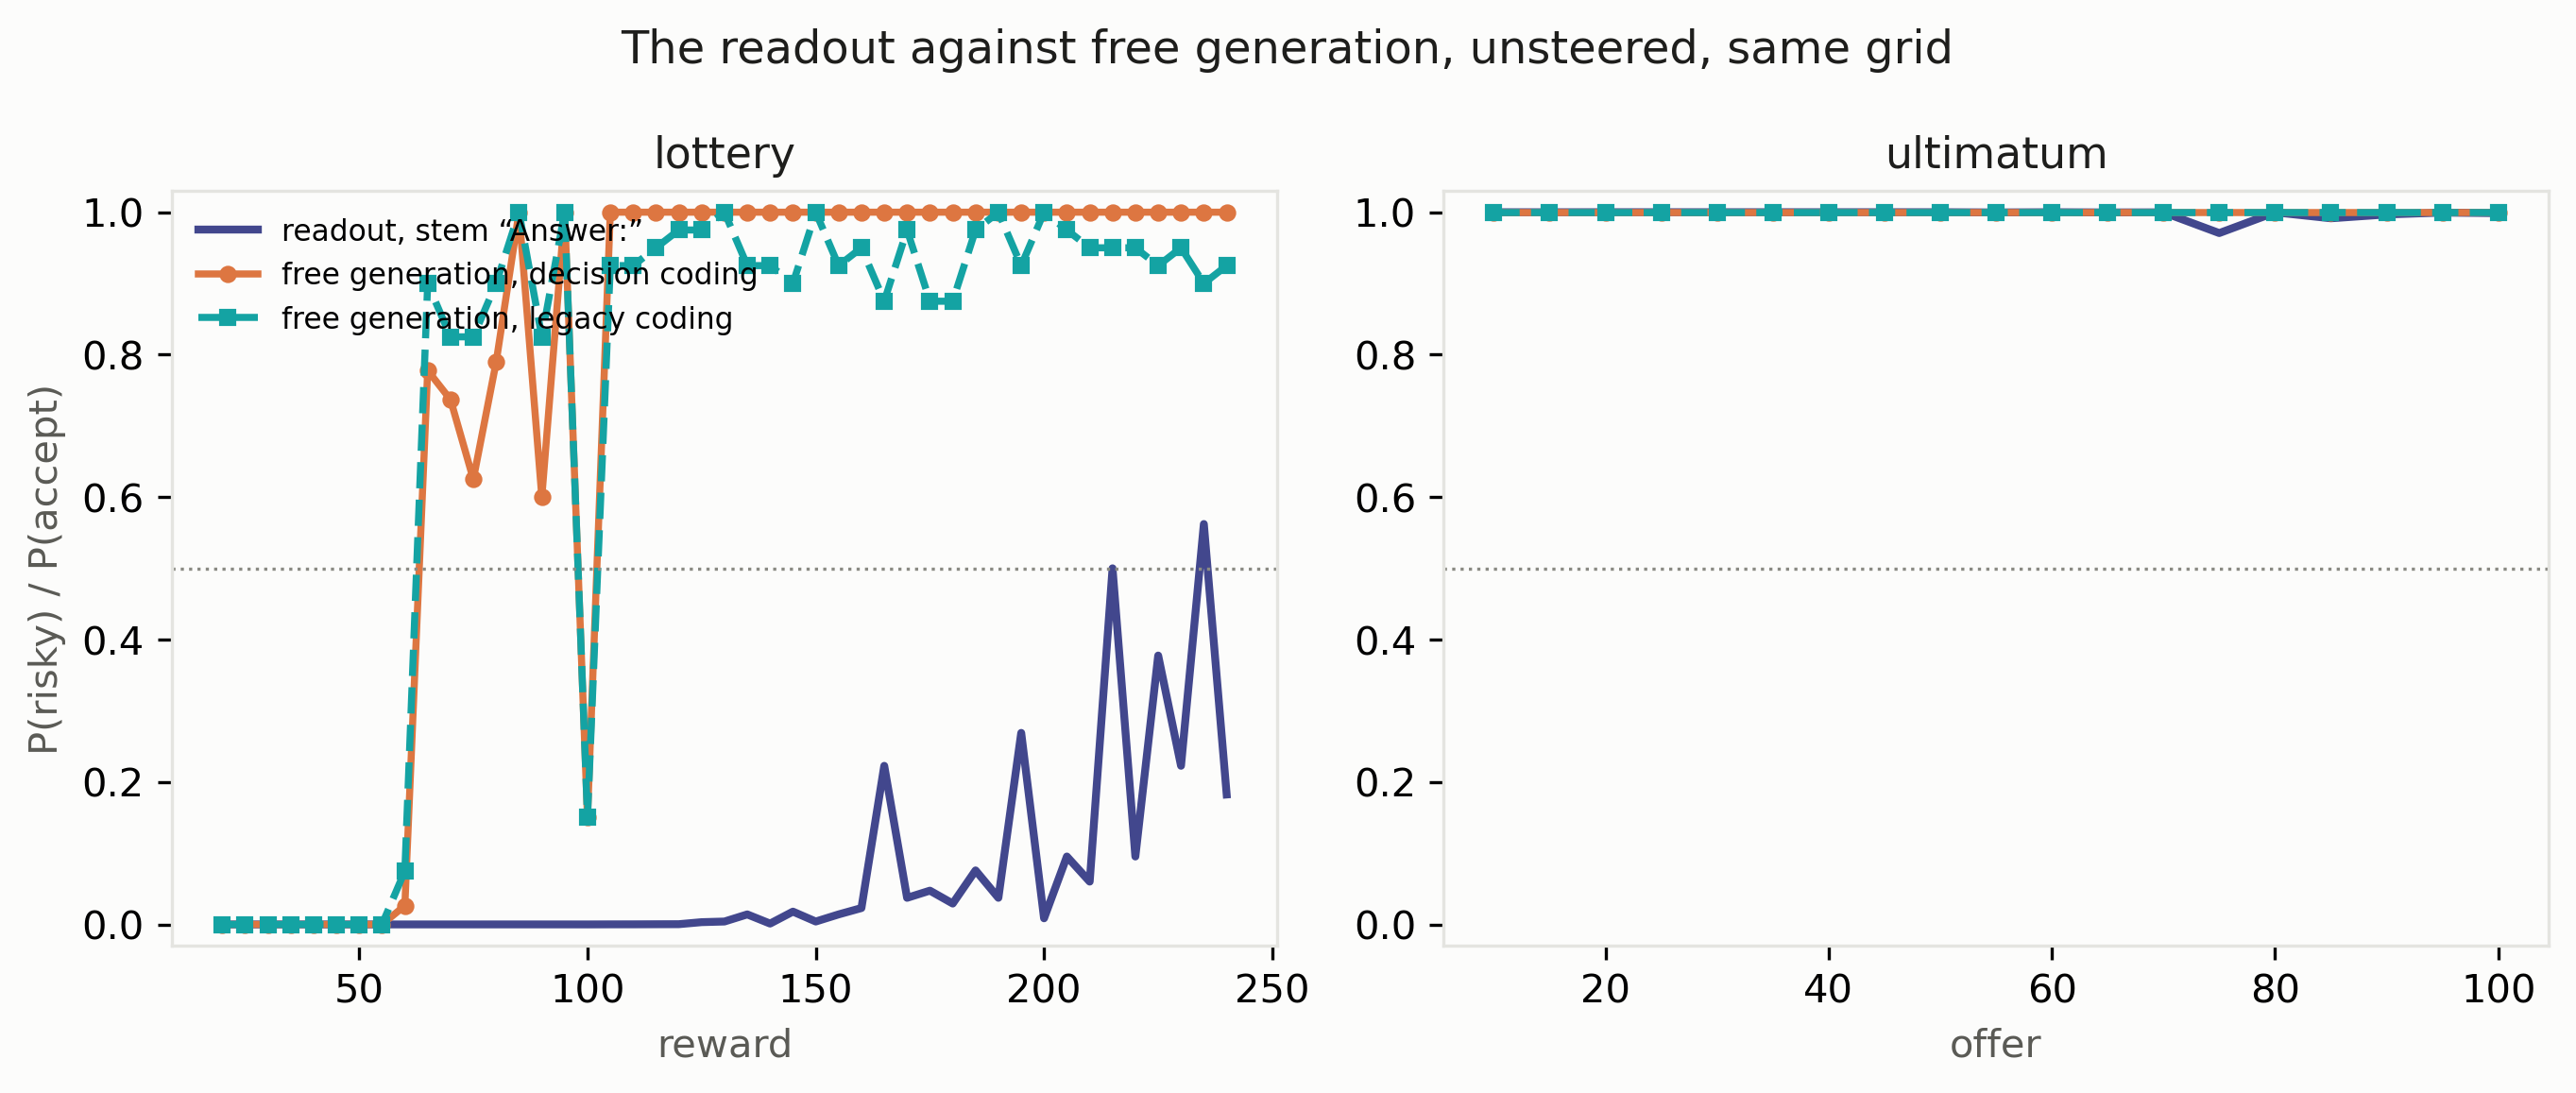 The readout against free generation, unsteered, same grid
lottery
ultimatum
1.0
0.8
0.6
0.4
0.2
0.0
P(risky) / P(accept)
readout, stem “Answer:”
free generation, decision coding
free generation, legacy coding
50
100
150
200
250
reward
1.0
0.8
0.6
0.4
0.2
0.0
20
40
60
80
100
offer